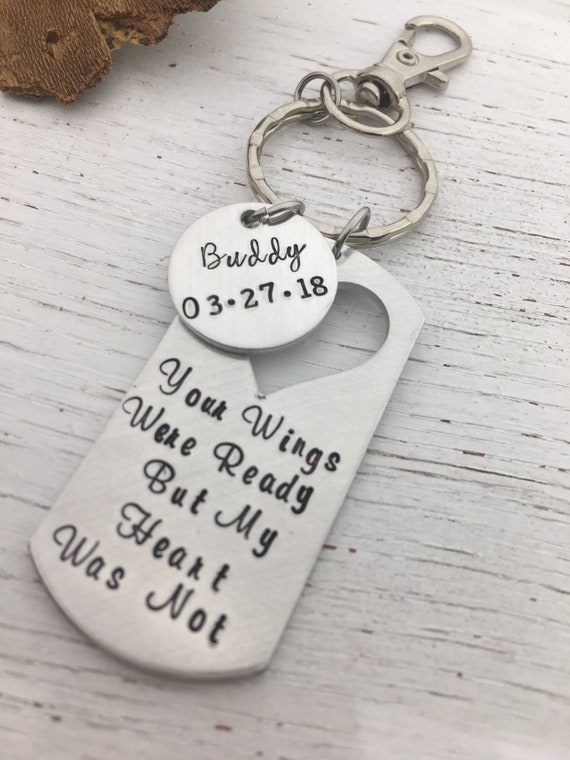 Buddy
03•27•18
Your Wings
Were Ready
But My
Heart
Was Not